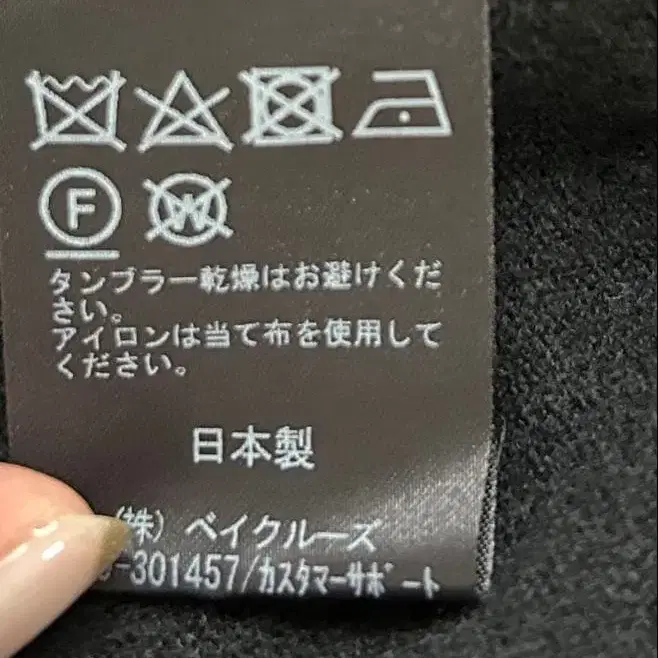 F W
タンブラー乾燥はお避けくだ
さい。
アイロンは当て布を使用して
ください。
日本製
(株) ベイクルーズ
-301457/カスタマーサポート